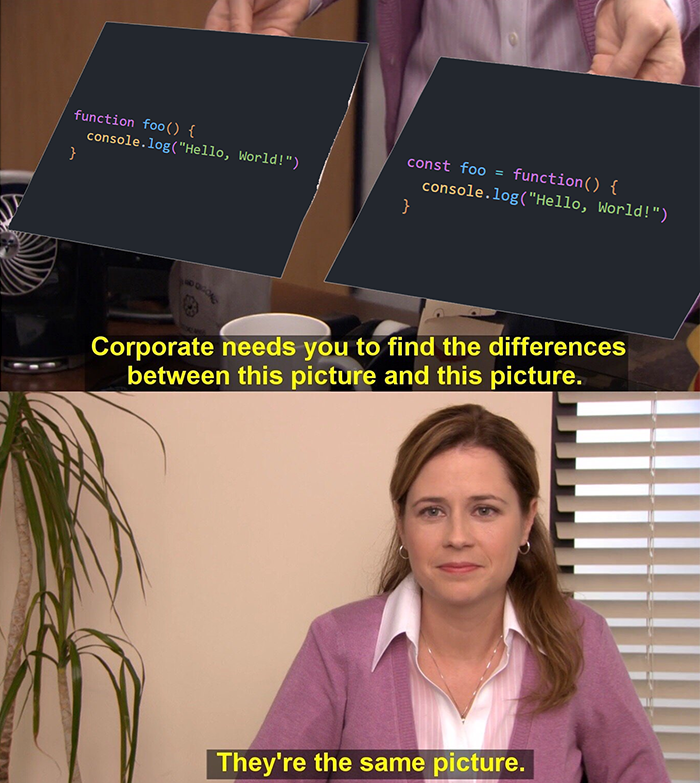 function foo() {
console.log("Hello, World!")
}
const foo = function() {
console.log("Hello, World!")
}
Corporate needs you to find the differences
between this picture and this picture.
They're the same picture.